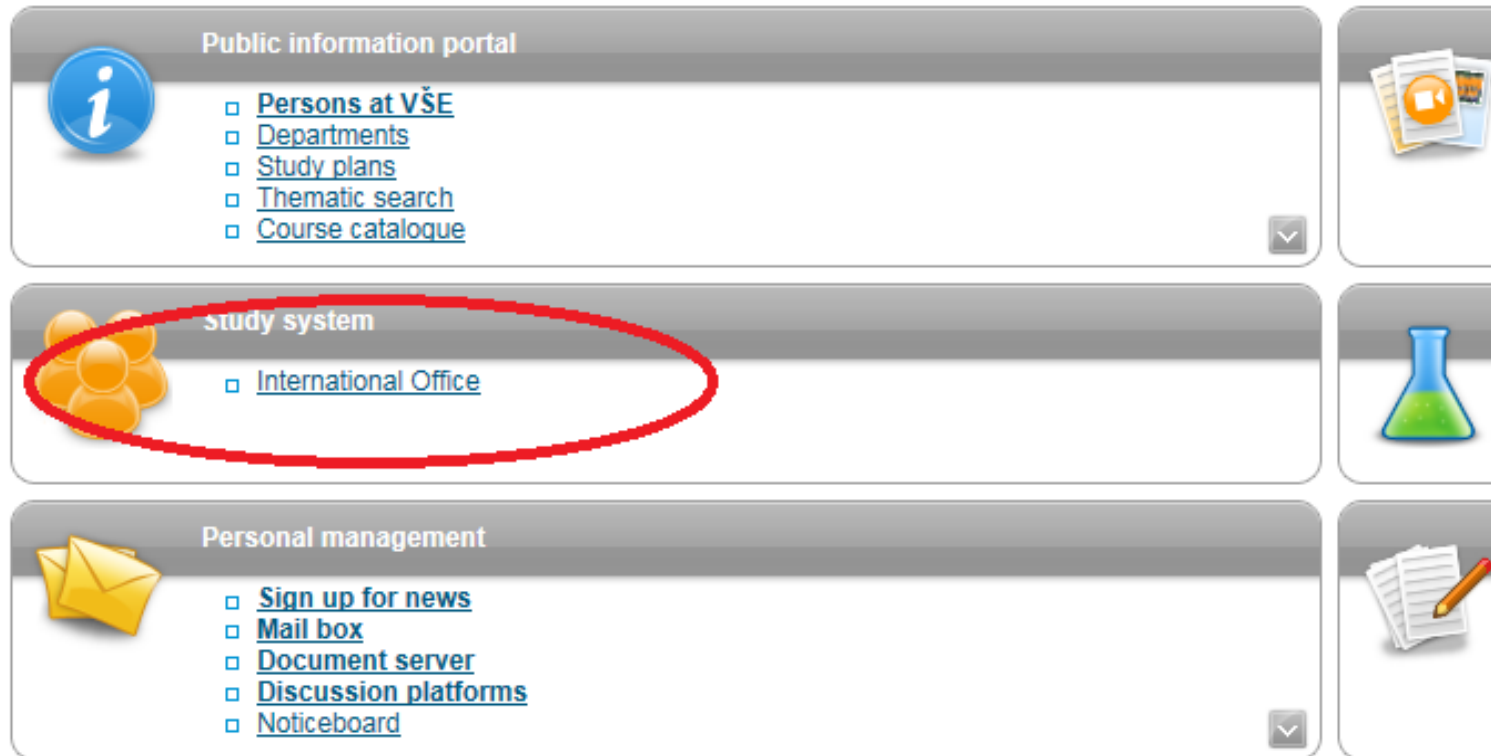 Public information portal
Persons at VŠE
Departments
Study plans
Thematic search
Course catalogue
Study system
International Office
Personal management
Sign up for news
Mail box
Document server
Discussion platforms
Noticeboard